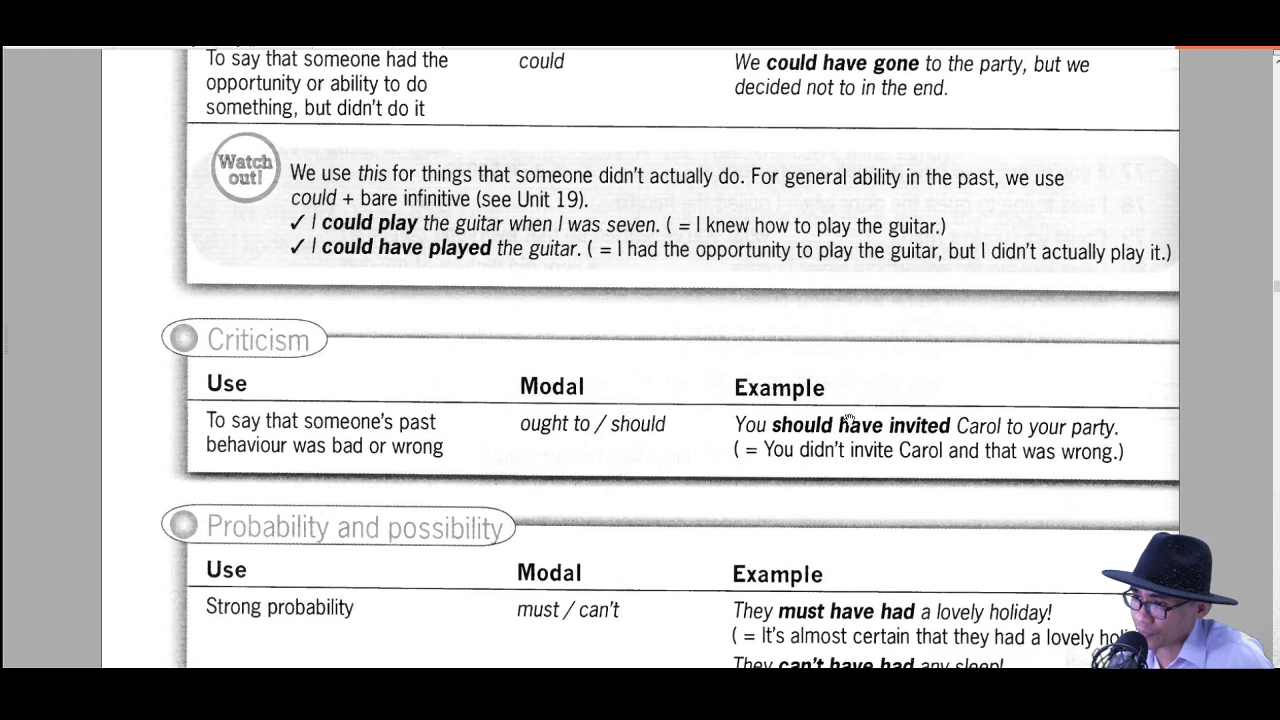 To say that someone had the could We could have gone to the party, but we
opportunity or ability to do decided not to in the end.
something, but didn't do it
Watch
out!
We use this for things that someone didn't actually do. For general ability in the past, we use
could + bare infinitive (see Unit 19).
✓ I could play the guitar when I was seven. ( = I knew how to play the guitar.)
✓ I could have played the guitar. ( = I had the opportunity to play the guitar, but I didn't actually play it.)
Criticism
Use Modal Example
To say that someone's past ought to / should You should have invited Carol to your party.
behaviour was bad or wrong ( = You didn't invite Carol and that was wrong.)
Probability and possibility
Use Modal Example
Strong probability must / can't They must have had a lovely holiday!
( = It's almost certain that they had a lovely
They can't have had any sleep!